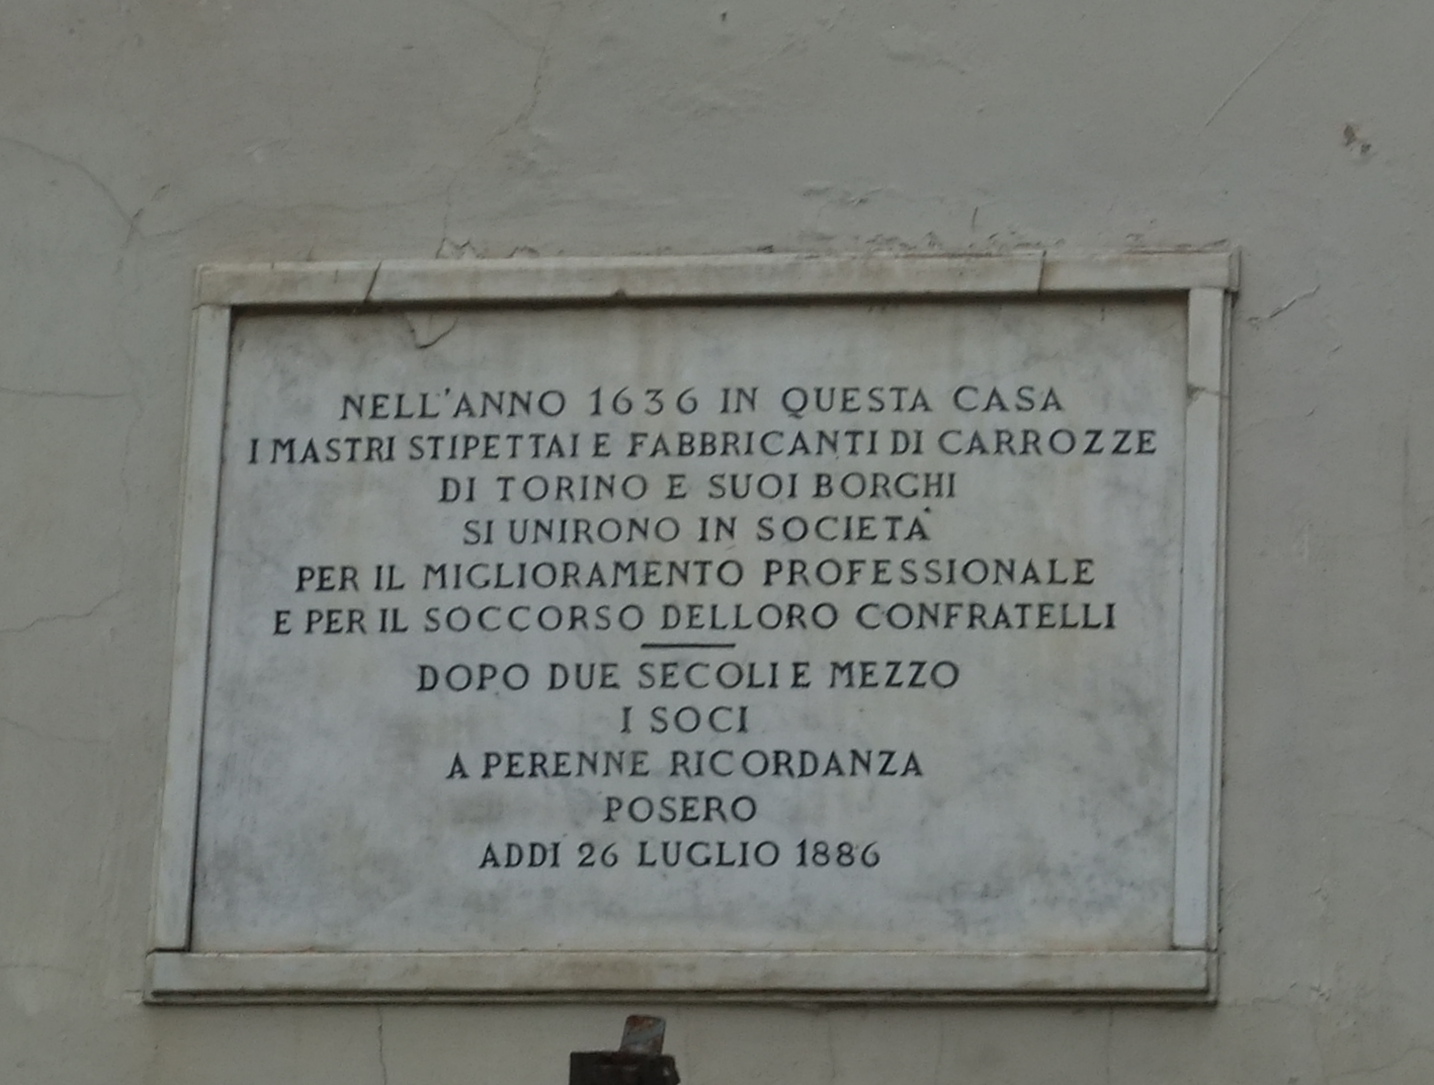 NELL'ANNO 1636 IN QUESTA CASA
I MASTRI STIPETTAI E FABBRICANTI DI CARROZZE
DI TORINO E SUOI BORGHI
SI UNIRONO IN SOCIETÀ
PER IL MIGLIORAMENTO PROFESSIONALE
E PER IL SOCCORSO DELLORO CONFRATELLI
DOPO DUE SECOLI E MEZZO
I SOCI
A PERENNE RICORDANZA
POSERO
ADDI 26 LUGLIO 1886